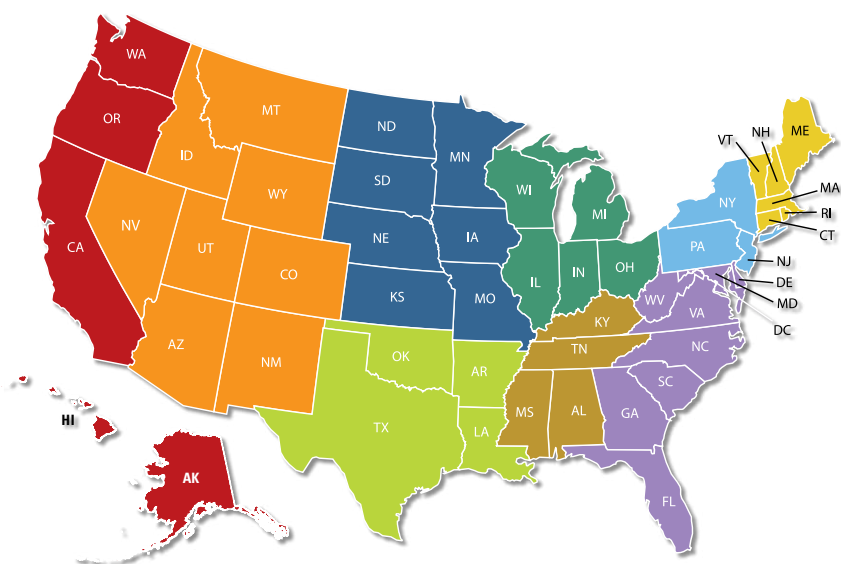 WA
OR
CA
ID
NV
MT
WY
UT
CO
AZ
NM
ND
SD
NE
KS
MN
IA
MO
WI
MI
IL
IN
OH
OK
TX
AR
LA
KY
TN
MS
AL
WV
VA
NC
SC
GA
FL
NY
PA
VT
NH
ME
MA
RI
CT
NJ
DE
MD
DC
HI
AK